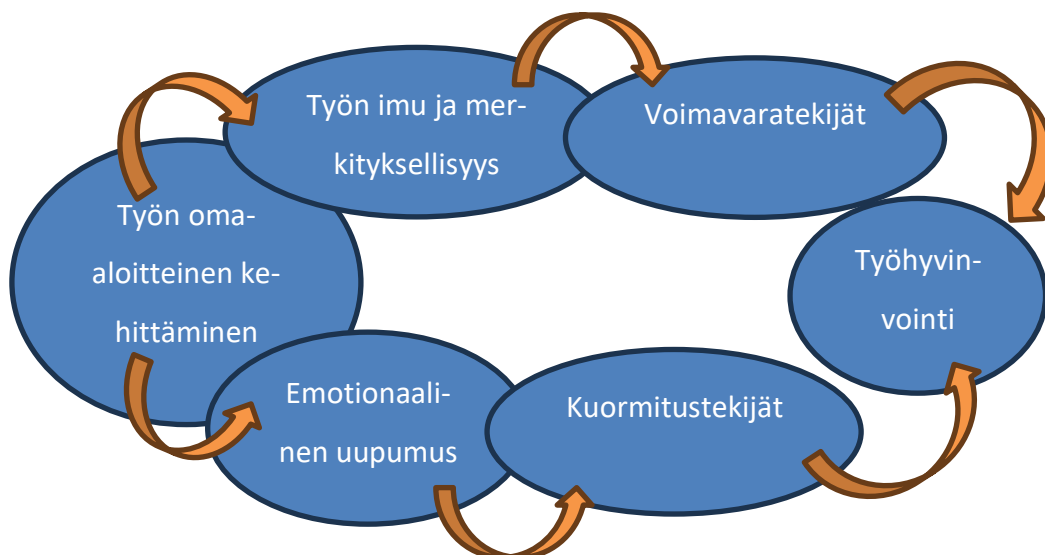 Työn imu ja mer-
kityksellisyys
Voimavaratekijät
Työn oma-
aloitteinen ke-
hittäminen
Työhyvin-
vointi
Emotionaali-
nen uupumus
Kuormitustekijät